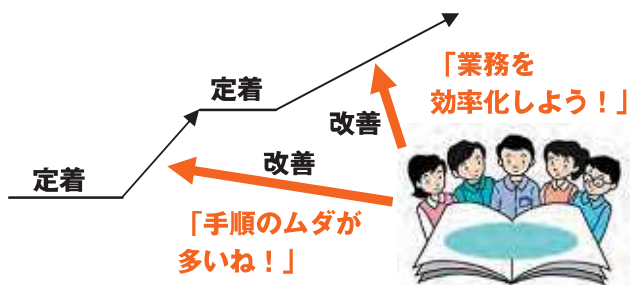 定着
改善
「手順のムダが
多いね！」
定着
改善
「業務を
効率化しよう！」